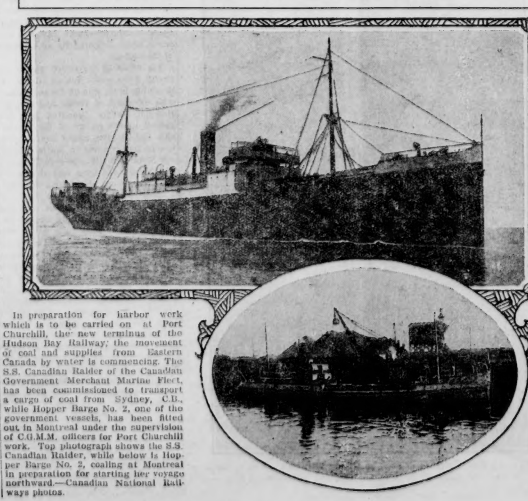 In preparation for harbor work
which is to be carried on at Port
Churchill, the new terminus of the
Hudson Bay Railway, the movement
of coal and supplies from Eastern
Canada by water is commencing. The
S.S. Canadian Raider of the Canadian
Government Merchant Marine Fleet,
has been commissioned to transport
a cargo of coal from Sydney, C.B.,
while Hopper Barge No. 2, one of the
government vessels, has been fitted
out in Montreal under the supervision
of C.G.M.M. officers for Port Churchill
work. Top photograph shows the S.S.
Canadian Raider, while below is Hop-
per Barge No. 2, coaling at Montreal
in preparation for starting her voyage
northward.—Canadian National Rail-
ways photos.